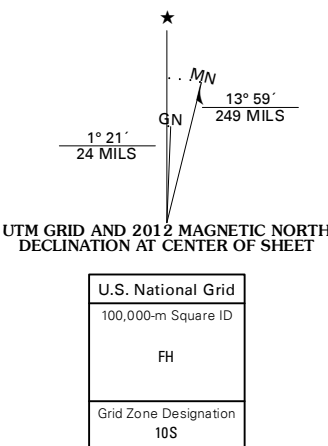 ★
MN
GN
13° 59´
249 MILS
1° 21´
24 MILS
UTM GRID AND 2012 MAGNETIC NORTH
DECLINATION AT CENTER OF SHEET
U.S. National Grid
100,000-m Square ID
FH
Grid Zone Designation
10S